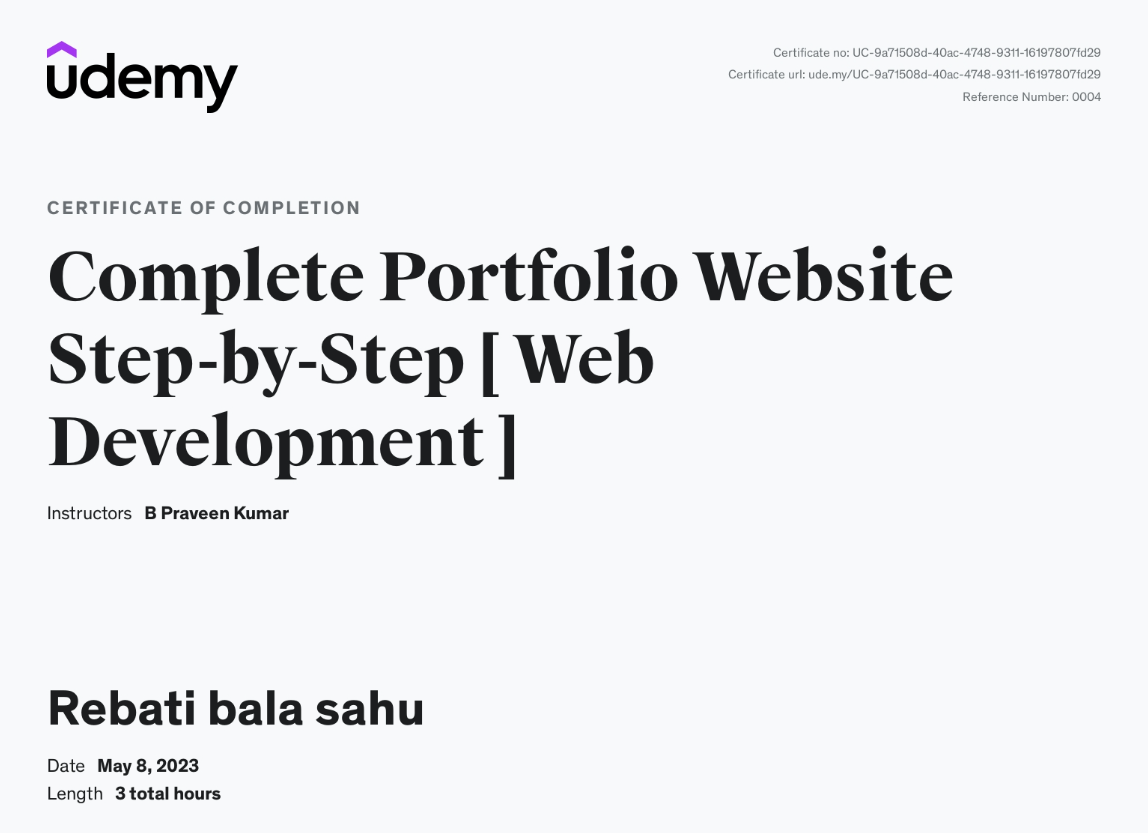 udemy
Certificate no: UC-9a71508d-40ac-4748-9311-16197807fd29
Certificate url: ude.my/UC-9a71508d-40ac-4748-9311-16197807fd29
Reference Number: 0004
CERTIFICATE OF COMPLETION
Complete Portfolio Website
Step-by-Step [ Web
Development ]
Instructors B Praveen Kumar
Rebati bala sahu
Date May 8, 2023
Length 3 total hours